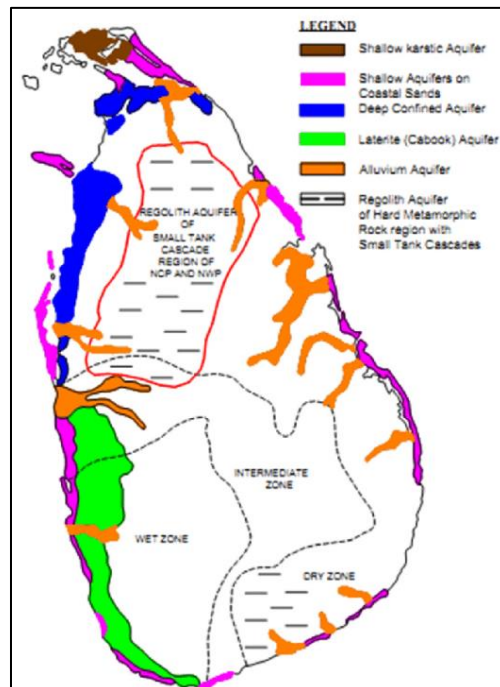 LEGEND
Shallow karstic Aquifer
Shallow Aquifers on
Coastal Sands
Deep Confined Aquifer
Laterite (Cabook) Aquifer
Alluvium Aquifer
Regolith Aquifer
of Hard Metamorphic
Rock region with
Small Tank Cascades
REGOLITH AQUIFER
OF
SMALL TANK
CASCADE
REGION OF
NCP AND NWP
INTERMEDIATE
ZONE
WET ZONE
DRY ZONE